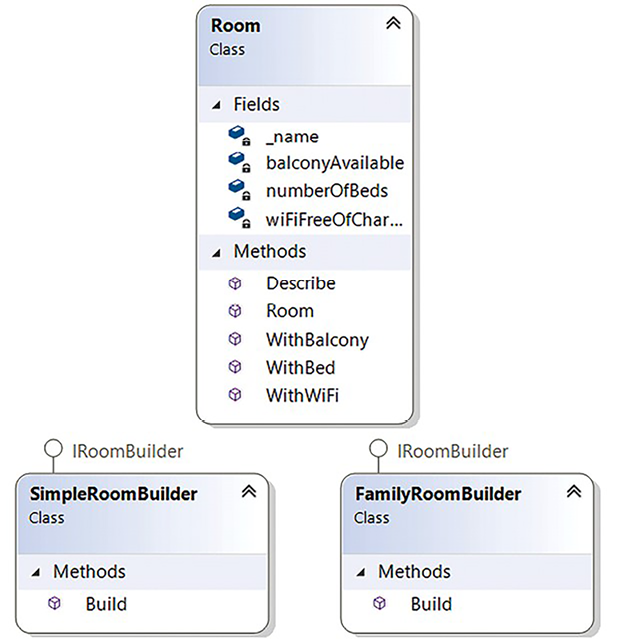 Room
Class
Fields
_name
balconyAvailable
numberOfBeds
wiFiFreeOfChar...
Methods
Describe
Room
WithBalcony
WithBed
WithWiFi
IRoomBuilder
SimpleRoomBuilder
Class
Methods
Build
IRoomBuilder
FamilyRoomBuilder
Class
Methods
Build